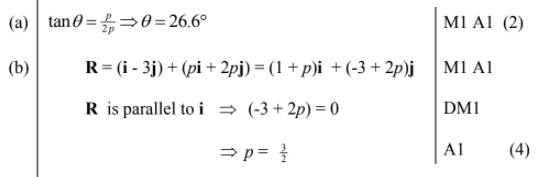 (a) tan θ = p/2p ⇒ θ = 26.6° M1 A1 (2)
(b) R = (i - 3j) + (pi + 2pj) = (1 + p)i + (-3 + 2p)j M1 A1
R is parallel to i ⇒ (-3 + 2p) = 0 DM1
⇒ p = 3/2 A1 (4)